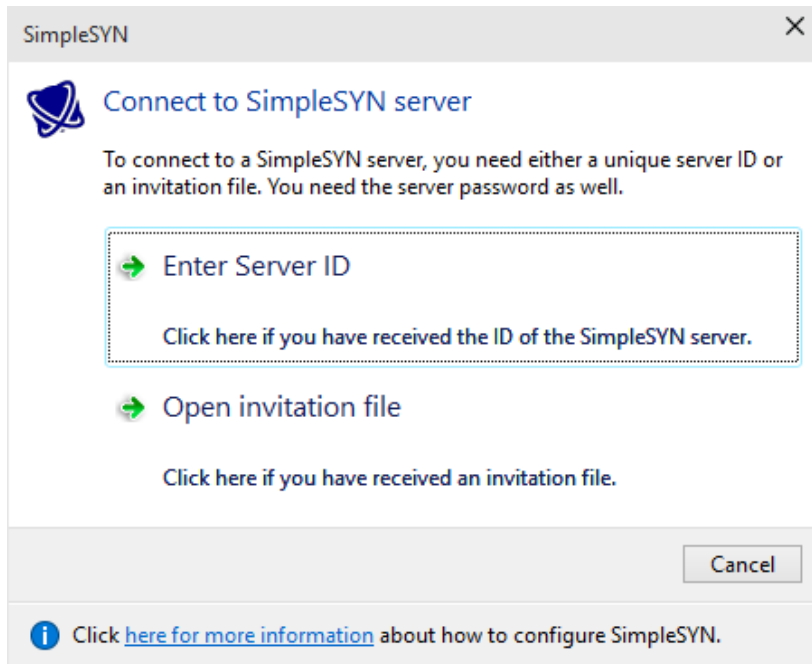 SimpleSYN
Connect to SimpleSYN server
To connect to a SimpleSYN server, you need either a unique server ID or
an invitation file. You need the server password as well.
Enter Server ID
Click here if you have received the ID of the SimpleSYN server.
Open invitation file
Click here if you have received an invitation file.
Cancel
Click here for more information about how to configure SimpleSYN.